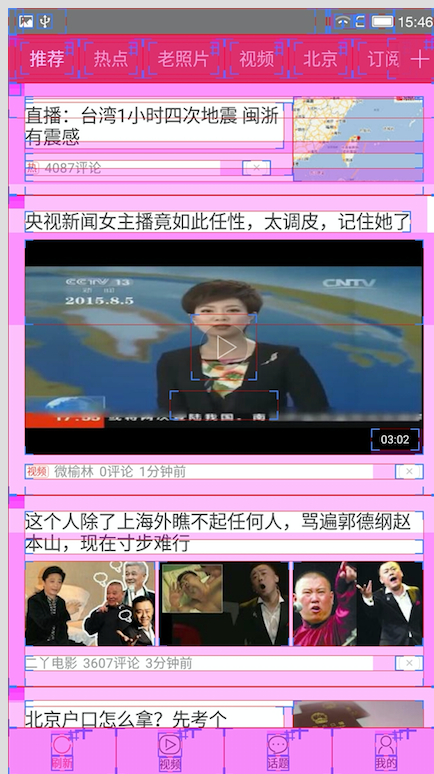 15:46
推荐 热点 老照片 视频 北京 订阅 +
直播：台湾1小时四次地震 闽浙
有震感
热 4087评论
央视新闻女主播竟如此任性，太调皮，记住她了
CCTV 13
新闻
2015.8.5
CNTV
03:02
视频 微榆林 0评论 1分钟前
这个人除了上海外瞧不起任何人，骂遍郭德纲赵
本山，现在寸步难行
二丫电影 3607评论 3分钟前
北京户口怎么拿？先考个
刷新 视频 话题 我的